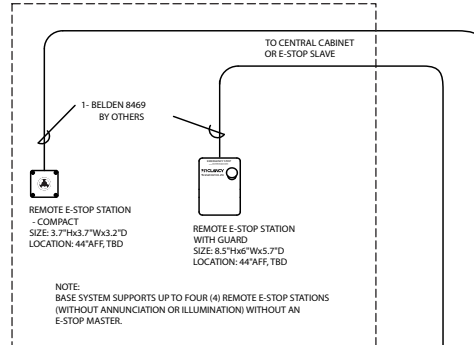 TO CENTRAL CABINET
OR E-STOP SLAVE
1- BELDEN 8469
BY OTHERS
CLANCY
REMOTE E-STOP STATION
- COMPACT
SIZE: 3.7"Hx3.7"Wx3.2"D
LOCATION: 44"AFF, TBD
REMOTE E-STOP STATION
WITH GUARD
SIZE: 8.5"Hx6"Wx5.7"D
LOCATION: 44"AFF, TBD
NOTE:
BASE SYSTEM SUPPORTS UP TO FOUR (4) REMOTE E-STOP STATIONS
(WITHOUT ANNUNCIATION OR ILLUMINATION) WITHOUT AN
E-STOP MASTER.